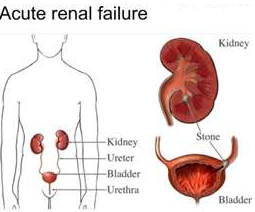 Acute renal failure
Kidney
Stone
Kidney
Ureter
Bladder
Urethra
Bladder